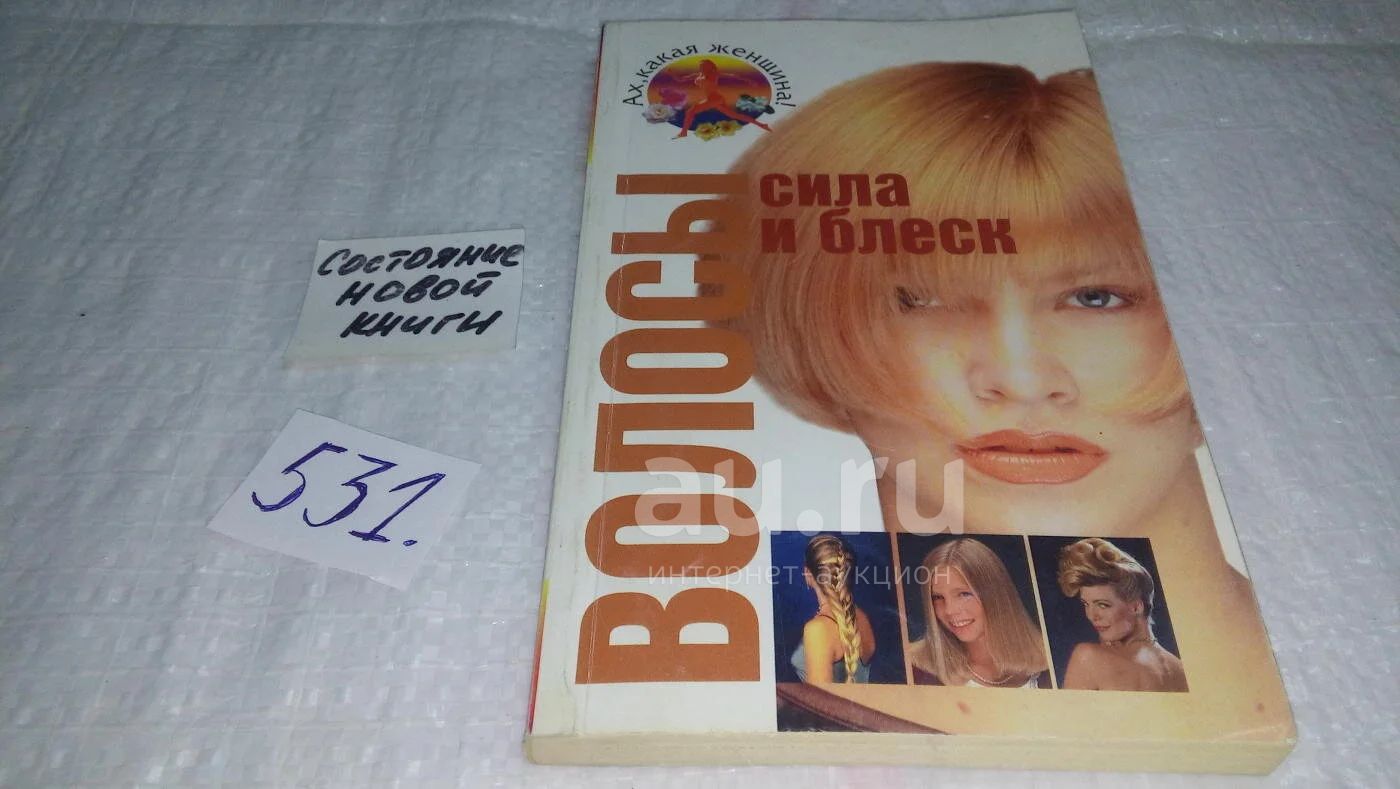 Ах, какая женщина!
ВОЛОСЫ
сила
и блеск
Состояние
новой
книги
531.
au.ru
интернет-аукцион